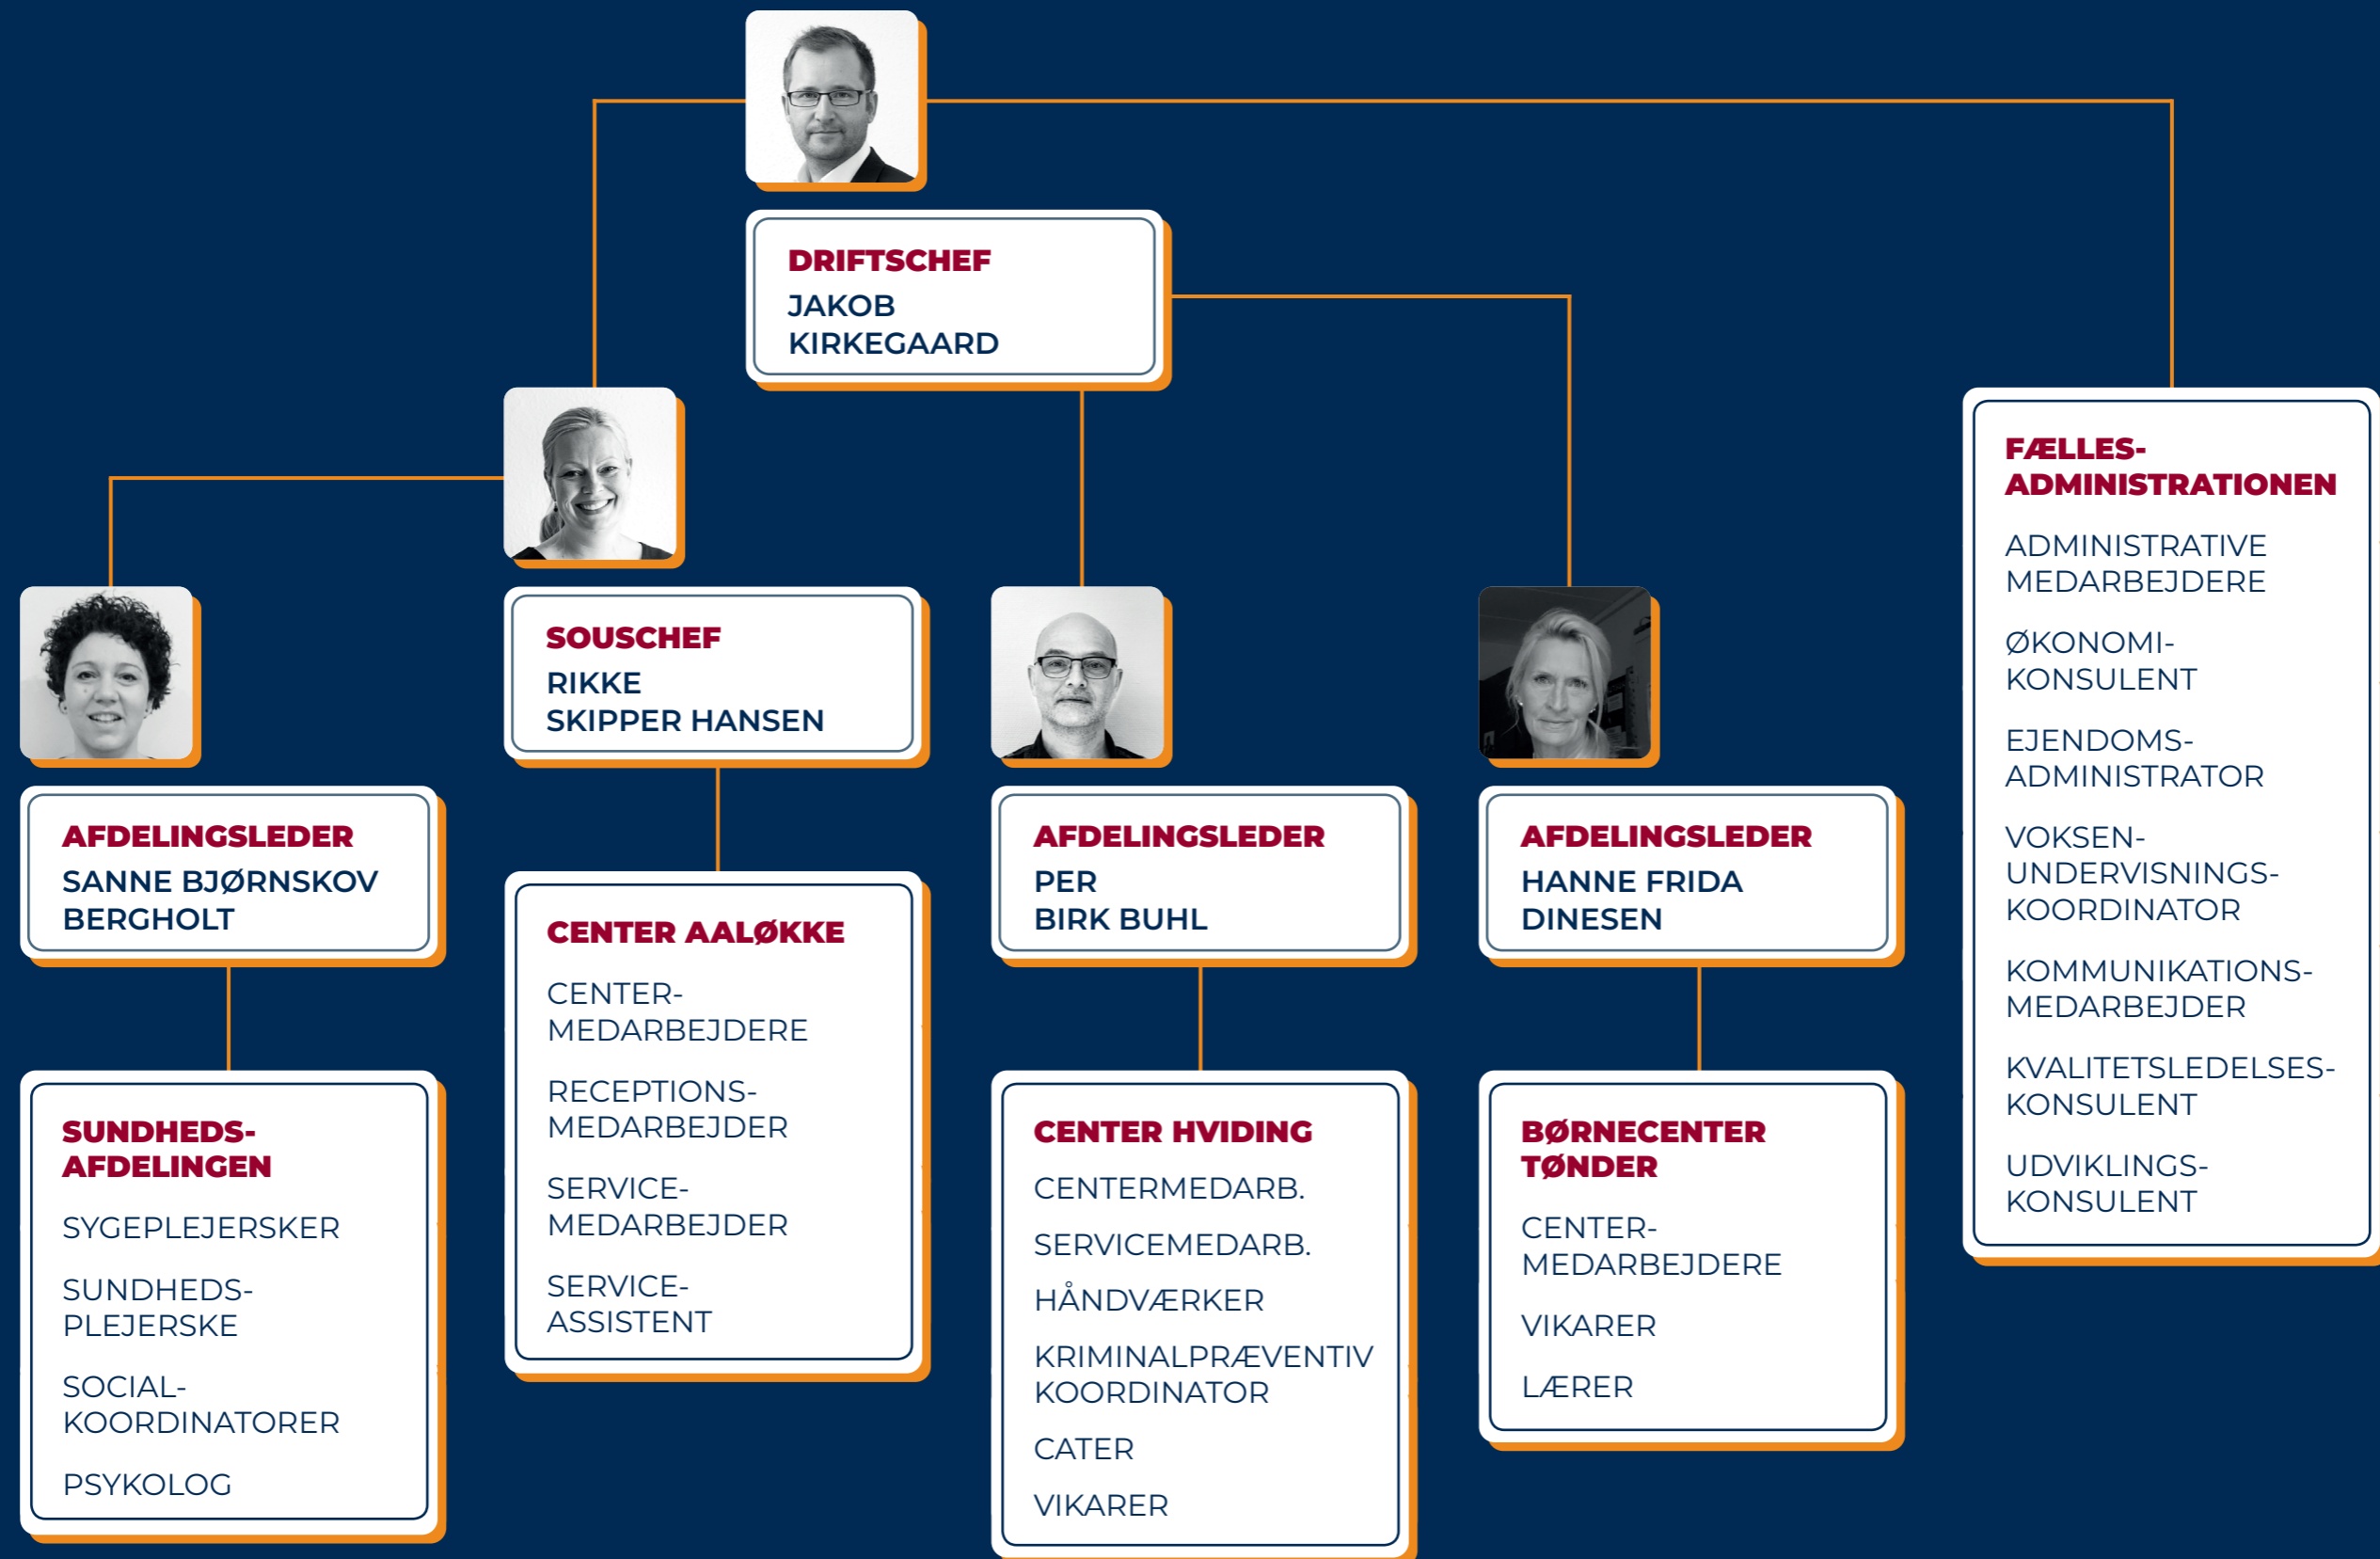 DRIFTSCHEF
JAKOB
KIRKEGAARD
SOUSCHEF
RIKKE
SKIPPER HANSEN
AFDELINGSLEDER
SANNE BJØRNSKOV
BERGHOLT
SUNDHEDS-
AFDELINGEN
SYGEPLEJERSKER
SUNDHEDS-
PLEJERSKE
SOCIAL-
KOORDINATORER
PSYKOLOG
CENTER AALØKKE
CENTER-
MEDARBEJDERE
RECEPTIONS-
MEDARBEJDER
SERVICE-
MEDARBEJDER
SERVICE-
ASSISTENT
AFDELINGSLEDER
PER
BIRK BUHL
CENTER HVIDING
CENTERMEDARB.
SERVICEMEDARB.
HÅNDVÆRKER
KRIMINALPRÆVENTIV
KOORDINATOR
CATER
VIKARER
AFDELINGSLEDER
HANNE FRIDA
DINESEN
BØRNECENTER
TØNDER
CENTER-
MEDARBEJDERE
VIKARER
LÆRER
FÆLLES-
ADMINISTRATIONEN
ADMINISTRATIVE
MEDARBEJDERE
ØKONOMI-
KONSULENT
EJENDOMS-
ADMINISTRATOR
VOKSEN-
UNDERVISNINGS-
KOORDINATOR
KOMMUNIKATIONS-
MEDARBEJDER
KVALITETSLEDELSES-
KONSULENT
UDVIKLINGS-
KONSULENT